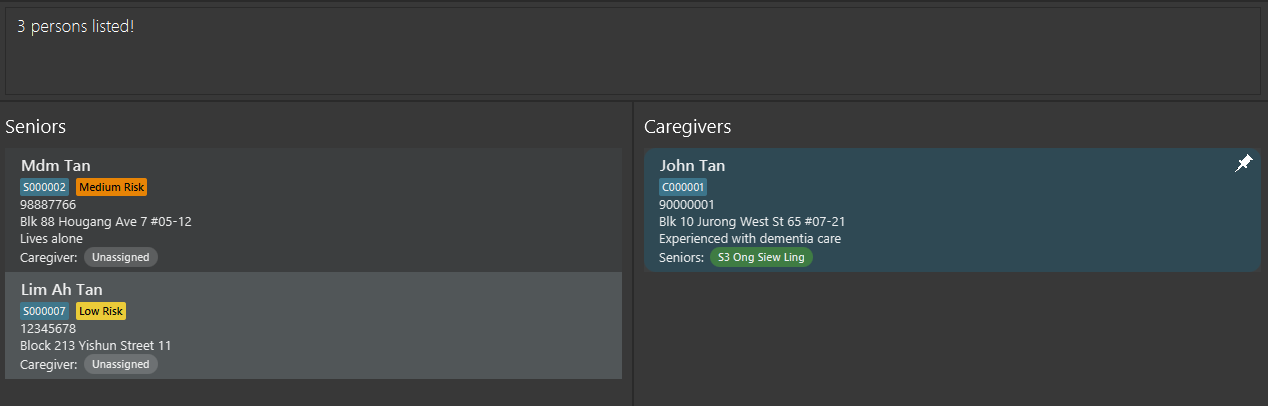 3 persons listed!
Seniors
Mdm Tan
S000002 Medium Risk
98887766
Blk 88 Hougang Ave 7 #05-12
Lives alone
Caregiver: Unassigned
Lim Ah Tan
S000007 Low Risk
12345678
Block 213 Yishun Street 11
Caregiver: Unassigned
Caregivers
John Tan
C000001
90000001
Blk 10 Jurong West St 65 #07-21
Experienced with dementia care
Seniors: S3 Ong Siew Ling